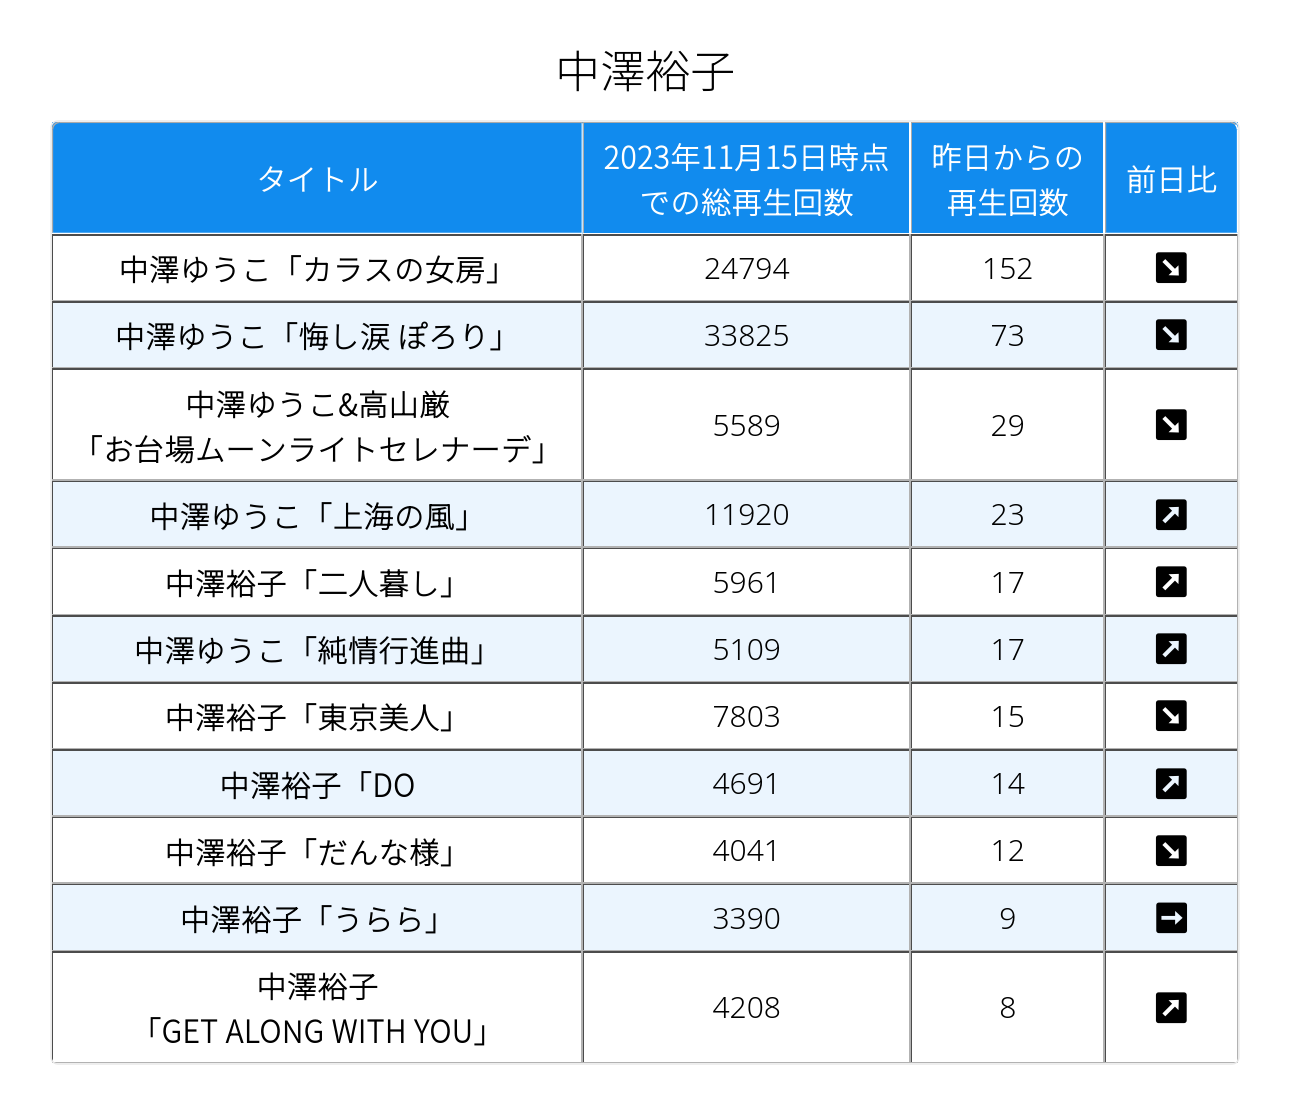 中澤裕子
タイトル
2023年11月15日時点
での総再生回数
昨日からの
再生回数
前日比
中澤ゆうこ「カラスの女房」 24794 152
中澤ゆうこ「悔し涙 ぽろり」 33825 73
中澤ゆうこ&高山厳
「お台場ムーンライトセレナーデ」 5589 29
中澤ゆうこ「上海の風」 11920 23
中澤裕子「二人暮し」 5961 17
中澤ゆうこ「純情行進曲」 5109 17
中澤裕子「東京美人」 7803 15
中澤裕子「DO 4691 14
中澤裕子「だんな様」 4041 12
中澤裕子「うらら」 3390 9
中澤裕子
「GET ALONG WITH YOU」 4208 8